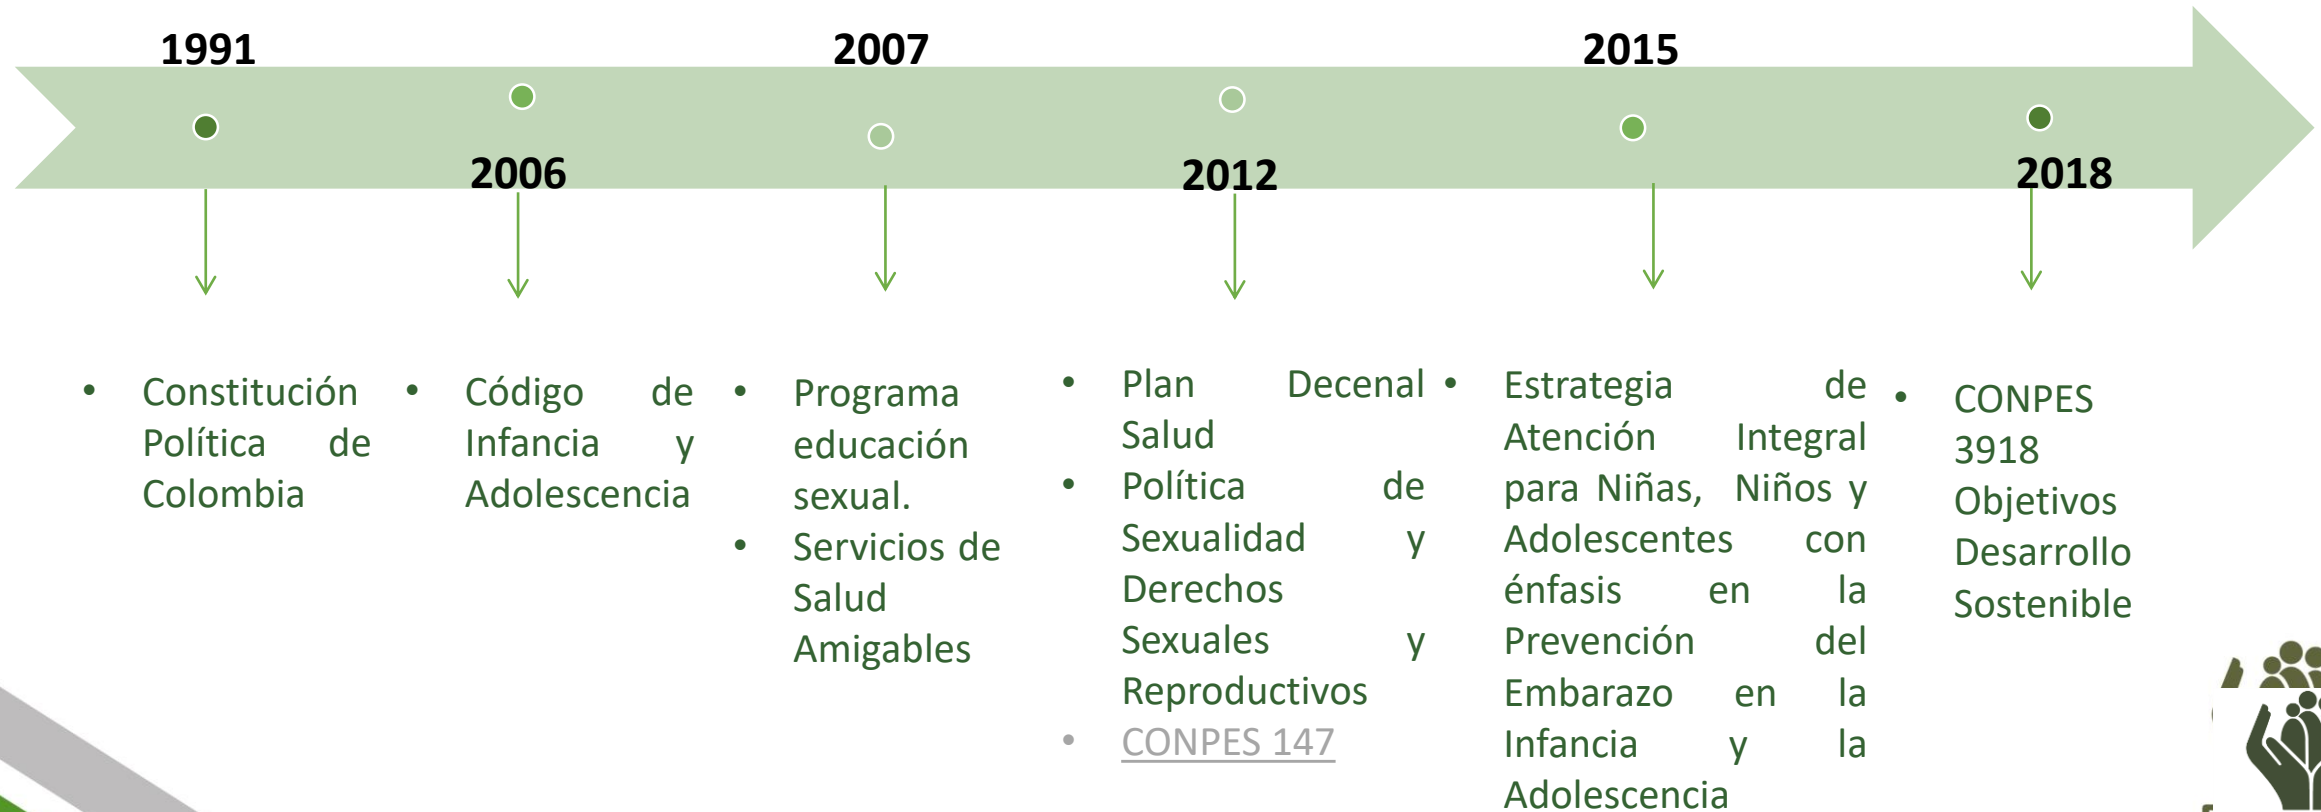 1991
2006
2007
2012
2015
2018
• Constitución
Política de
Colombia
• Código de
Infancia y
Adolescencia
• Programa
educación
sexual.
• Servicios de
Salud
Amigables
• Plan Decenal
Salud
• Política de
Sexualidad y
Derechos
Sexuales y
Reproductivos
• CONPES 147
• Estrategia de
Atención Integral
para Niñas, Niños y
Adolescentes con
énfasis en la
Prevención del
Embarazo en la
Infancia y la
Adolescencia
• CONPES
3918
Objetivos
Desarrollo
Sostenible